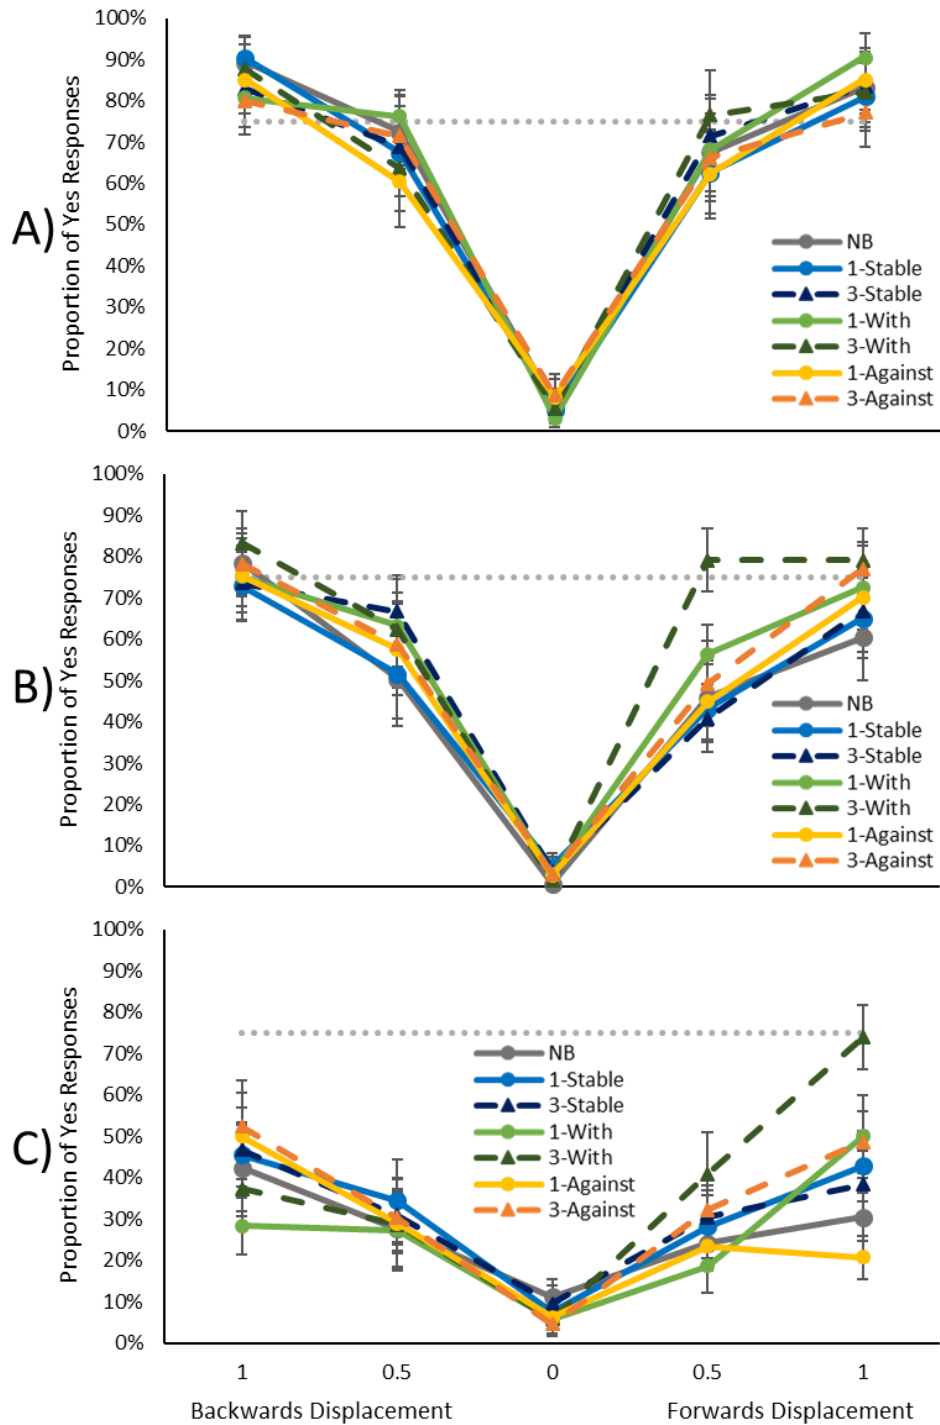 100%
90%
80%
70%
60%
50%
40%
30%
20%
10%
0%
Proportion of Yes Responses
A)
NB
1-Stable
3-Stable
1-With
3-With
1-Against
3-Against
100%
90%
80%
70%
60%
50%
40%
30%
20%
10%
0%
Proportion of Yes Responses
B)
NB
1-Stable
3-Stable
1-With
3-With
1-Against
3-Against
100%
90%
80%
70%
60%
50%
40%
30%
20%
10%
0%
Proportion of Yes Responses
C)
NB
1-Stable
3-Stable
1-With
3-With
1-Against
3-Against
1 0.5 0 0.5 1
Backwards Displacement Forwards Displacement